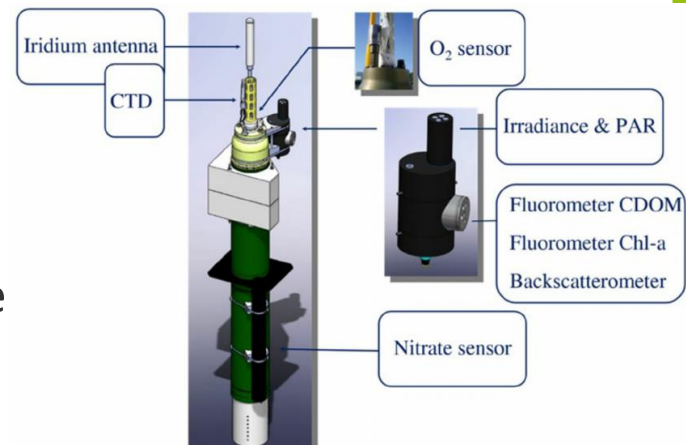 Iridium antenna
CTD
O₂ sensor
Irradiance & PAR
Fluorometer CDOM
Fluorometer Chl-a
Backscatterometer
Nitrate sensor
e